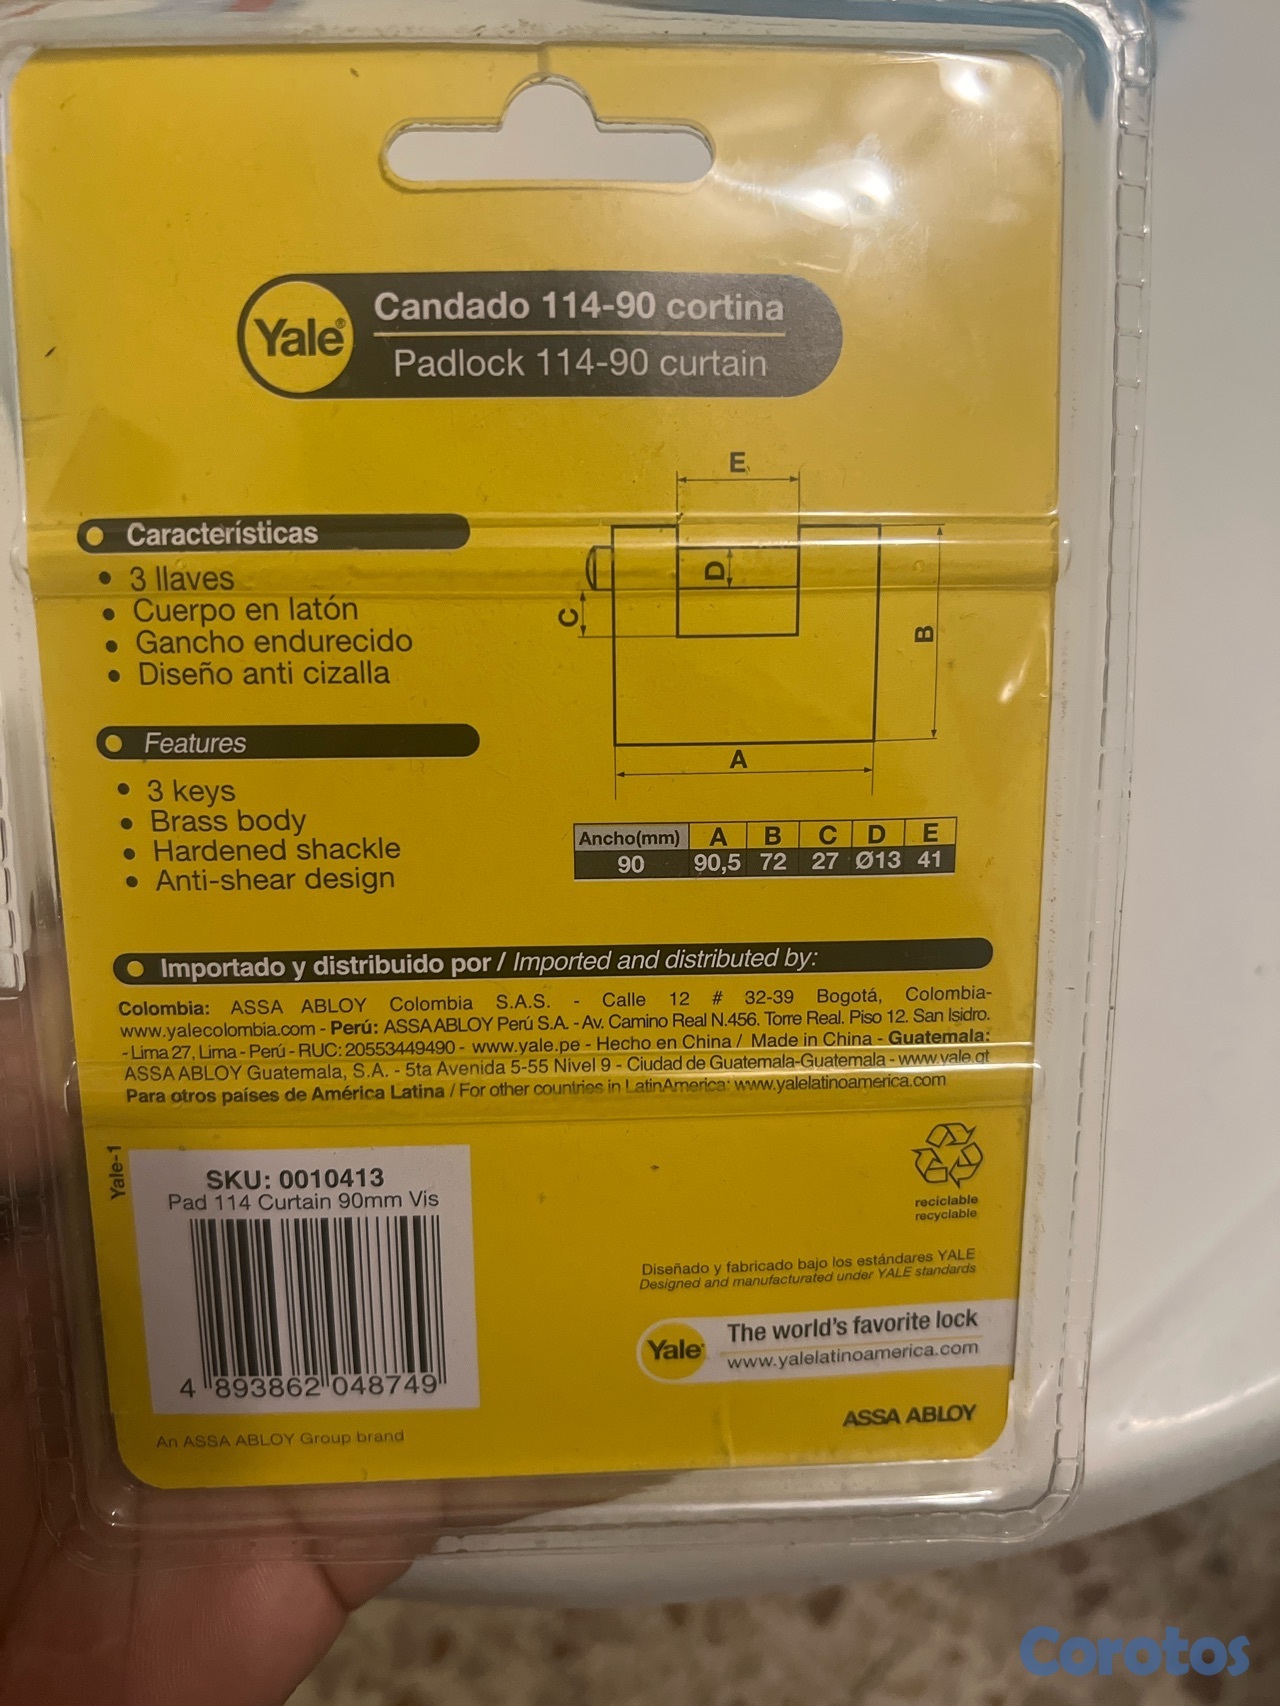 Yale®
Candado 114-90 cortina
Padlock 114-90 curtain
Características
• 3 llaves
• Cuerpo en latón
• Gancho endurecido
• Diseño anti cizalla
Features
• 3 keys
• Brass body
• Hardened shackle
• Anti-shear design
E
D
C
B
A
Ancho(mm) A B C D E
90 90,5 72 27 Ø13 41
Importado y distribuido por / Imported and distributed by:
Colombia: ASSA ABLOY Colombia S.A.S. - Calle 12 # 32-39 Bogotá, Colombia-
www.yalecolombia.com - Perú: ASSA ABLOY Perú S.A. - Av. Camino Real N.456. Torre Real. Piso 12. San Isidro.
- Lima 27, Lima - Perú - RUC: 20553449490 - www.yale.pe - Hecho en China / Made in China - Guatemala:
ASSA ABLOY Guatemala, S.A. - 5ta Avenida 5-55 Nivel 9 - Ciudad de Guatemala-Guatemala - www.yale.gt
Para otros países de América Latina / For other countries in LatinAmerica: www.yalelatinoamerica.com
Yale-1
SKU: 0010413
Pad 114 Curtain 90mm Vis
4 893862 048749
An ASSA ABLOY Group brand
reciclable
recyclable
Diseñado y fabricado bajo los estándares YALE
Designed and manufacturated under YALE standards
Yale
The world's favorite lock
www.yalelatinoamerica.com
ASSA ABLOY
Corotos